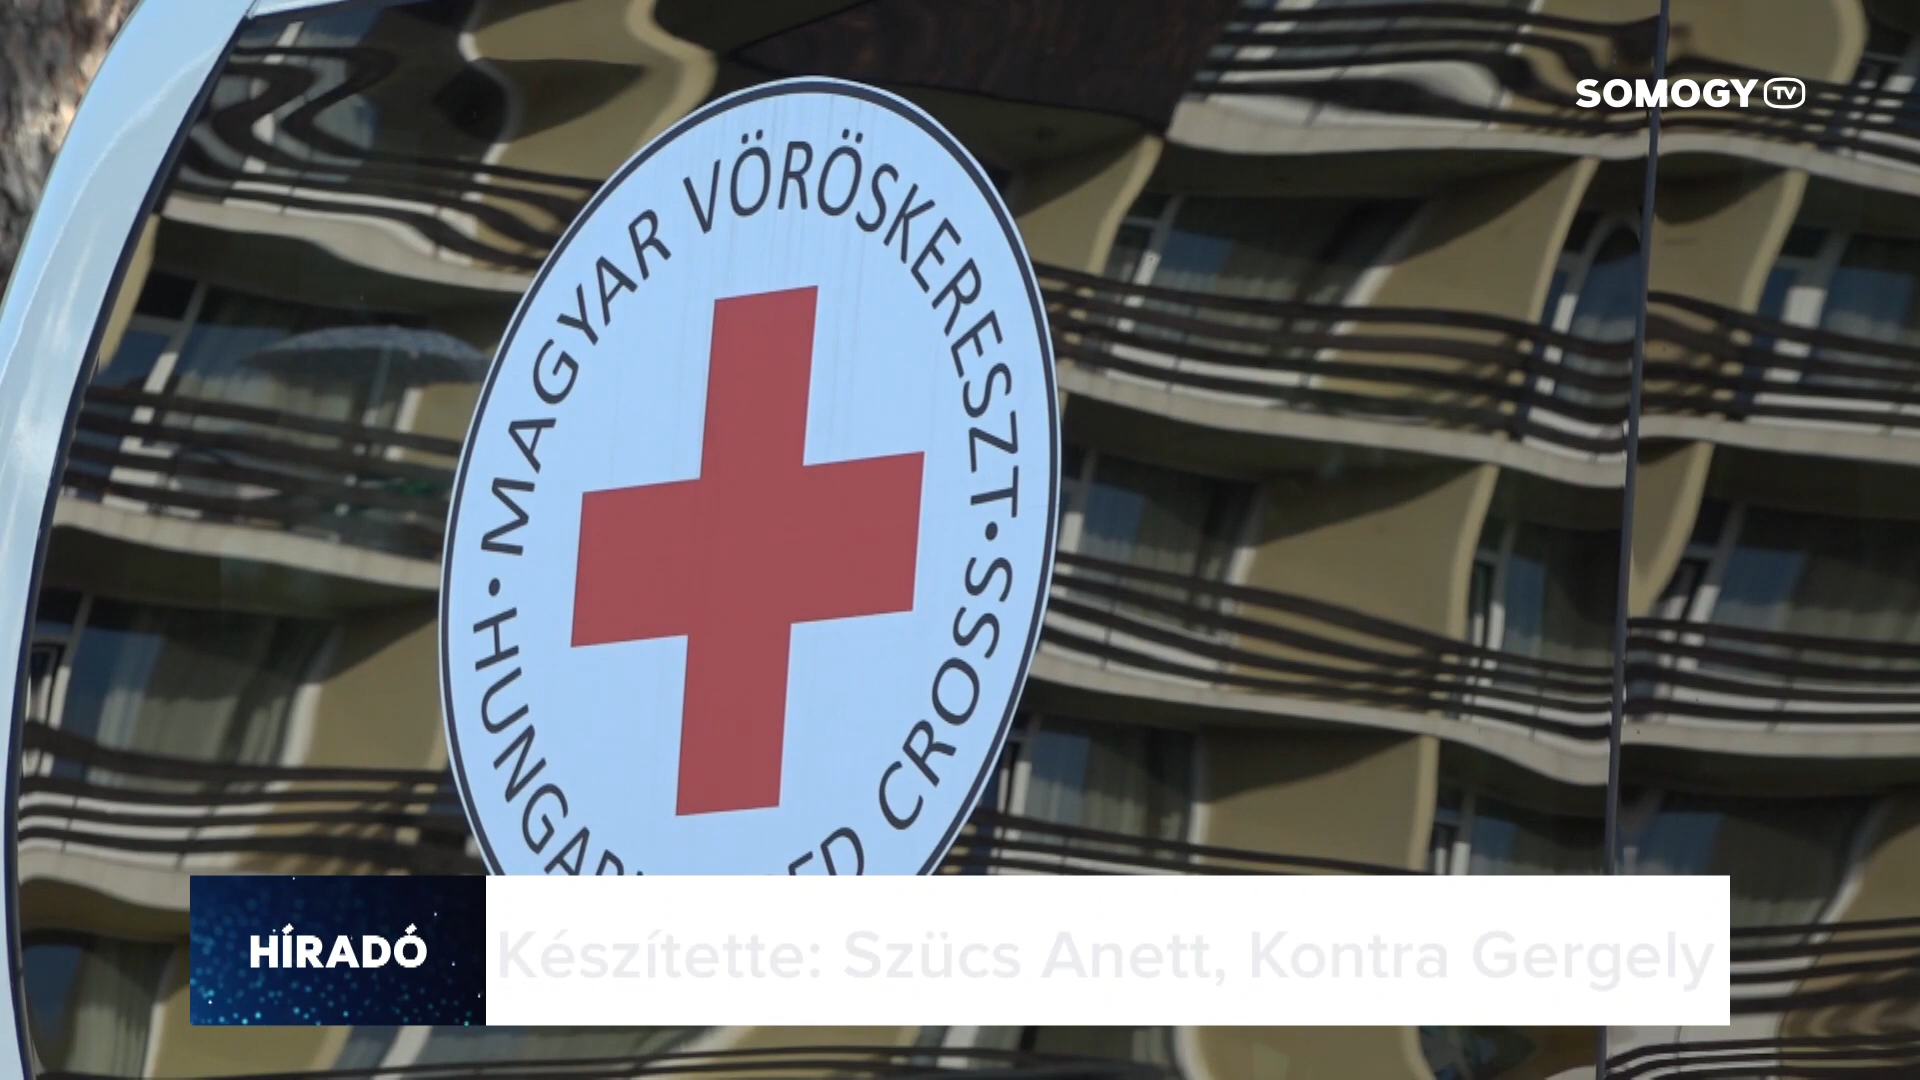 SOMOGY TV
MAGYAR VÖRÖSKERESZT
HUNGAR ED CROSS
HÍRADÓ
Készítette: Szücs Anett, Kontra Gergely